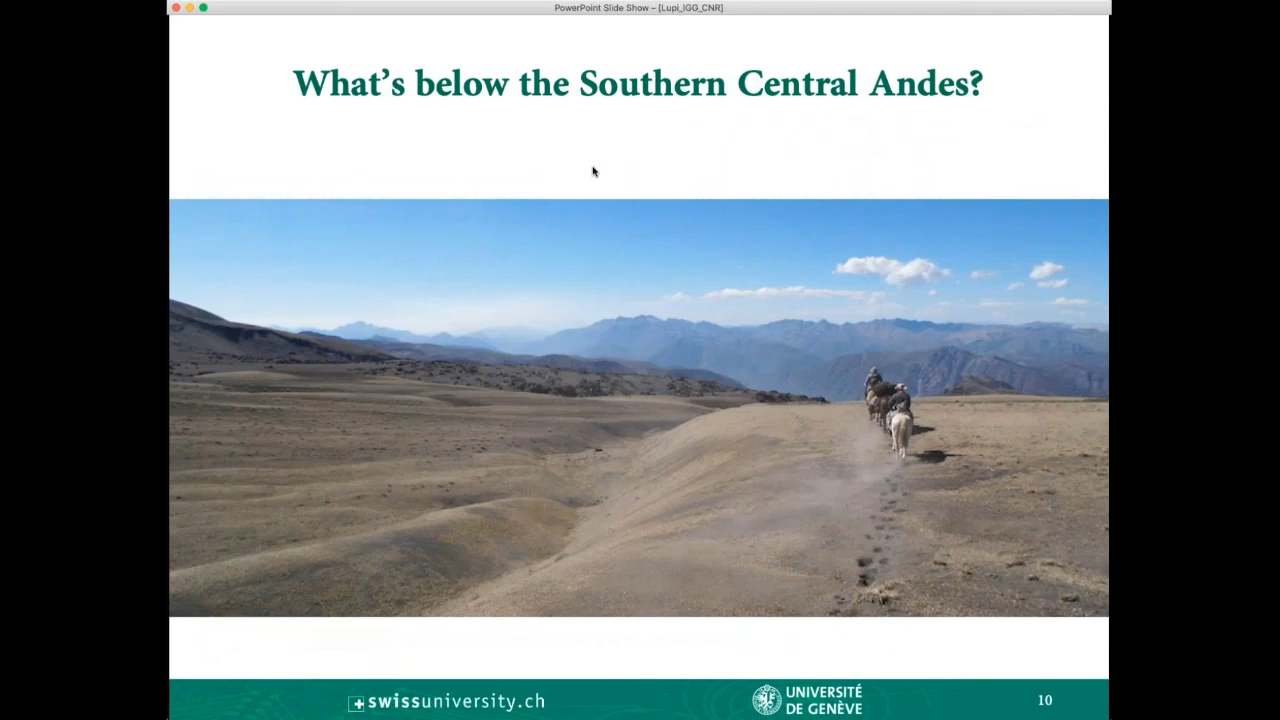 PowerPoint Slide Show – [Lupi_IGG_CNR]
What's below the Southern Central Andes?
swissuniversity.ch
UNIVERSITÉ
DE GENÈVE
10